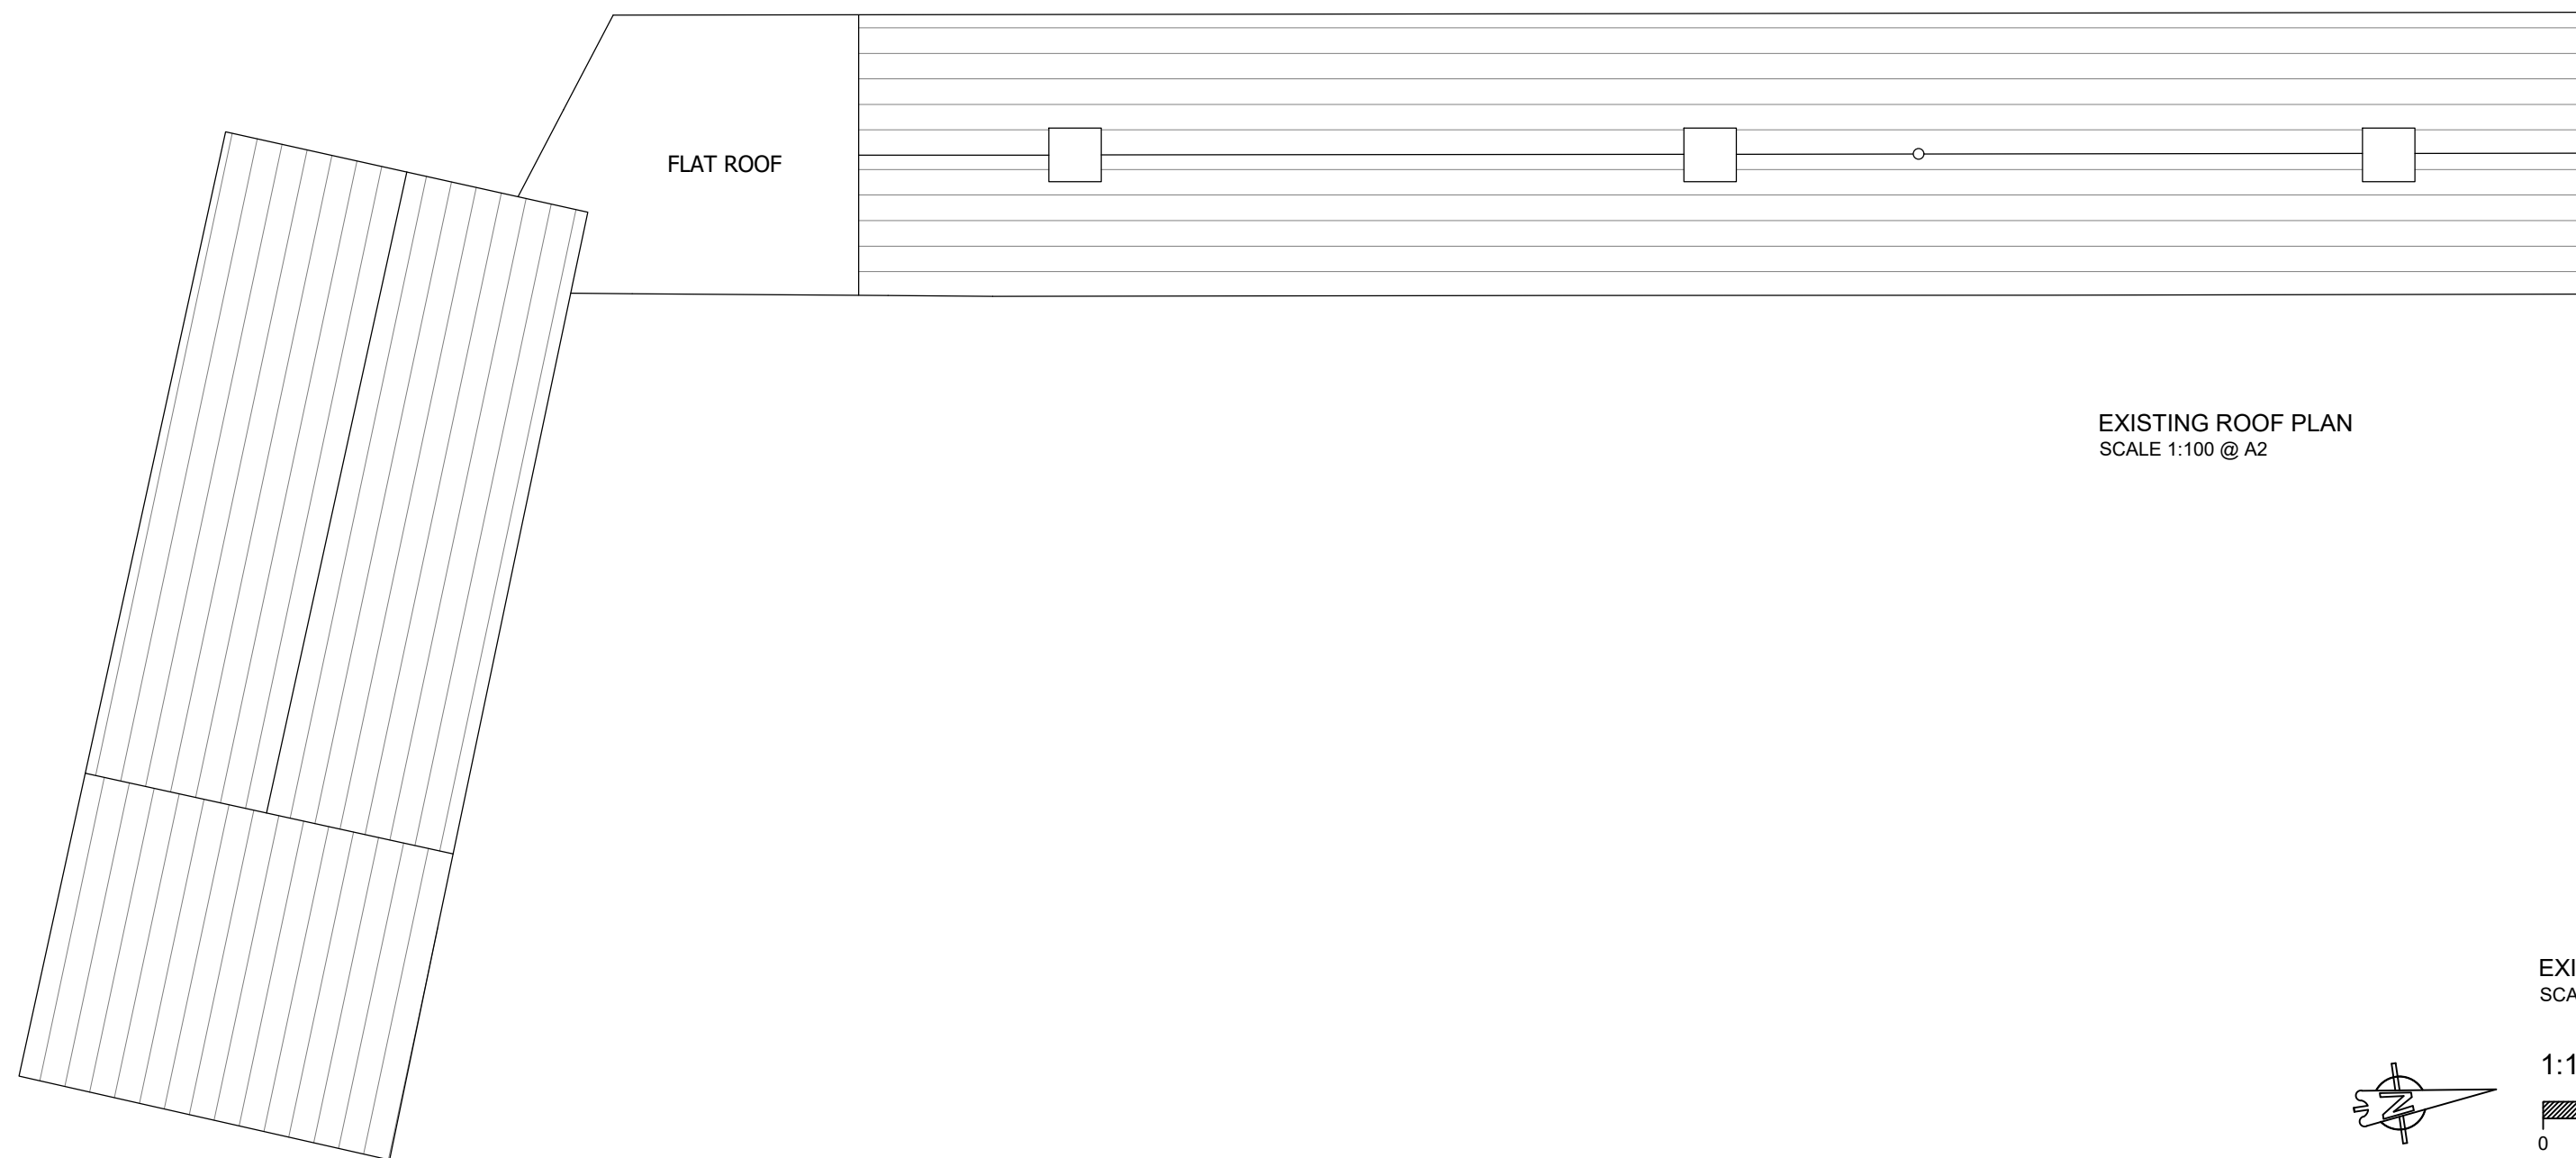 FLAT ROOF
EXISTING ROOF PLAN
SCALE 1:100 @ A2
EXI
SCA
1:1
N
0